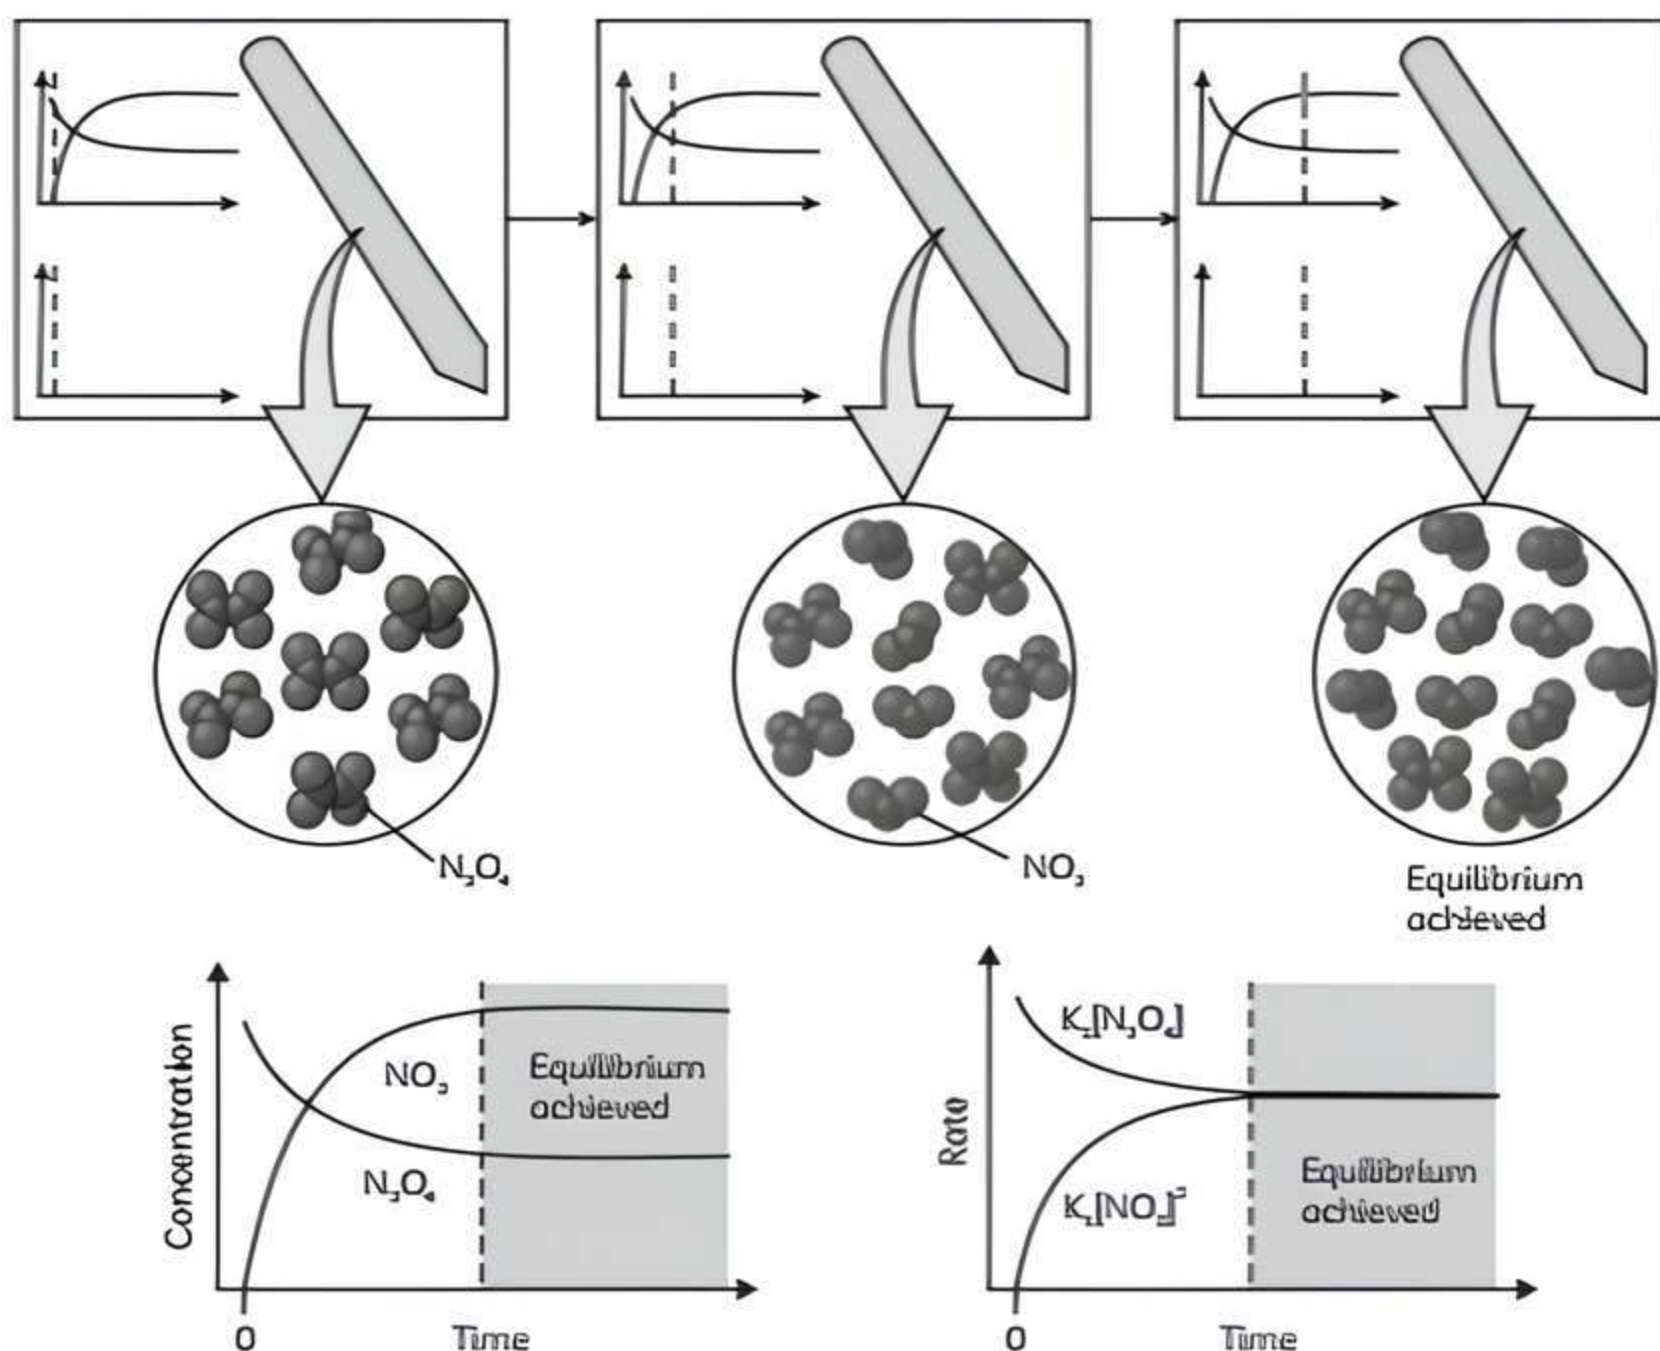 N₂O₄
NO₂
Equilibrium
achieved
Concentration
NO₂
N₂O₄
Equilibrium
achieved
0
Time
Rate
Equilibrium
achieved
0
Time